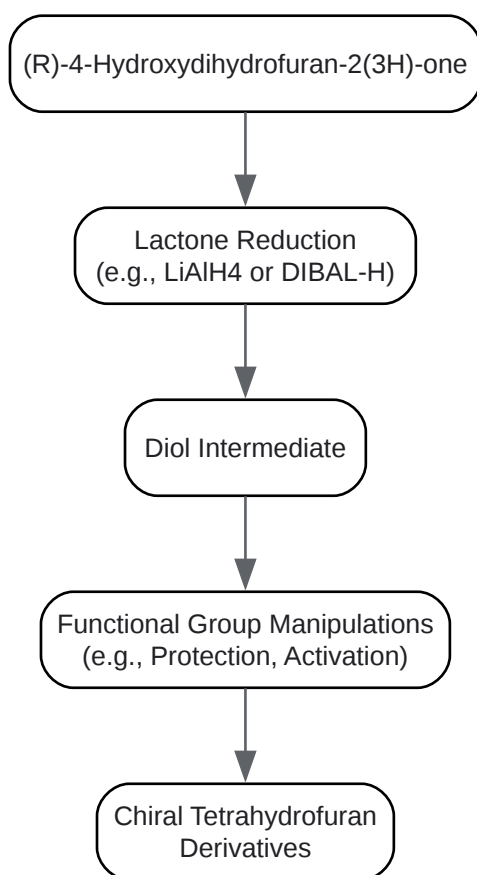 (R)-4-Hydroxydihydrofuran-2(3H)-one
Lactone Reduction
(e.g., LiAlH4 or DIBAL-H)
Diol Intermediate
Functional Group Manipulations
(e.g., Protection, Activation)
Chiral Tetrahydrofuran
Derivatives